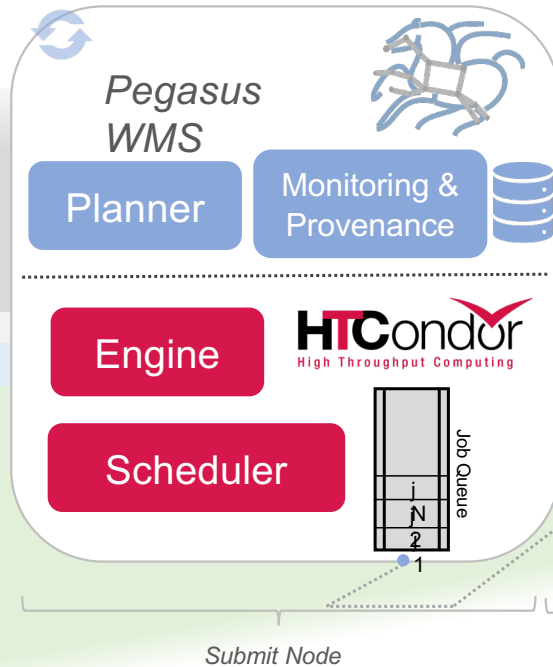 Pegasus
WMS
Planner
Monitoring &
Provenance
Engine
HTCondor
High Throughput Computing
Scheduler
Job Queue
j
N
j
2
j
1
Submit Node